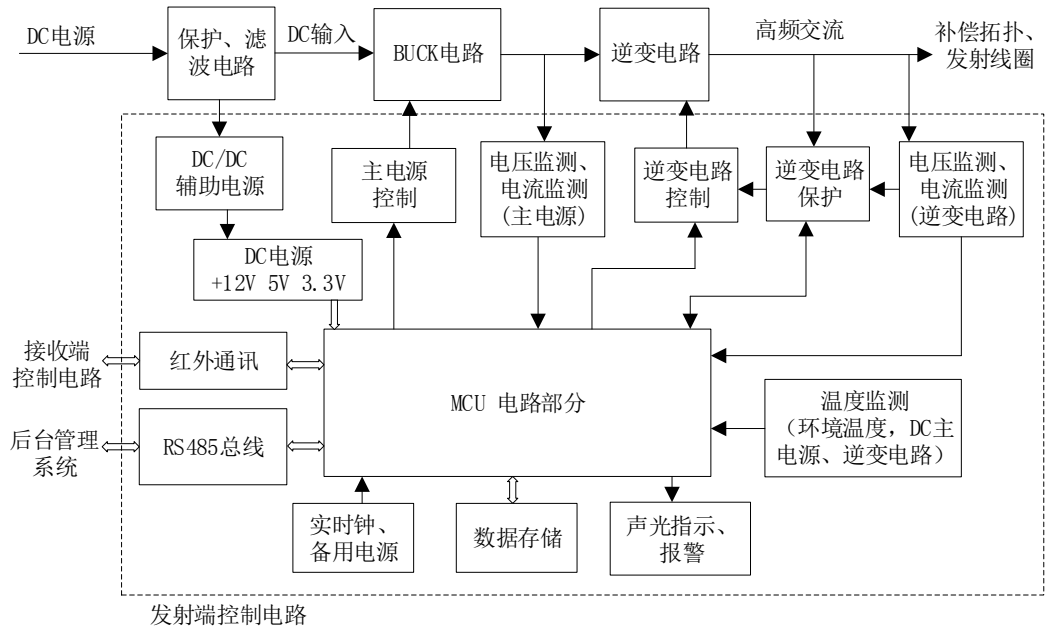 DC电源
保护、滤
波电路
DC输入
BUCK电路
逆变电路
高频交流
补偿拓扑、
发射线圈
DC/DC
辅助电源
主电源
控制
电压监测、
电流监测
(主电源)
逆变电路
控制
逆变电路
保护
电压监测、
电流监测
(逆变电路)
DC电源
+12V 5V 3.3V
接收端
控制电路
红外通讯
MCU 电路部分
温度监测
（环境温度，DC主
电源、逆变电路）
后台管理
系统
RS485总线
实时钟、
备用电源
数据存储
声光指示、
报警
发射端控制电路